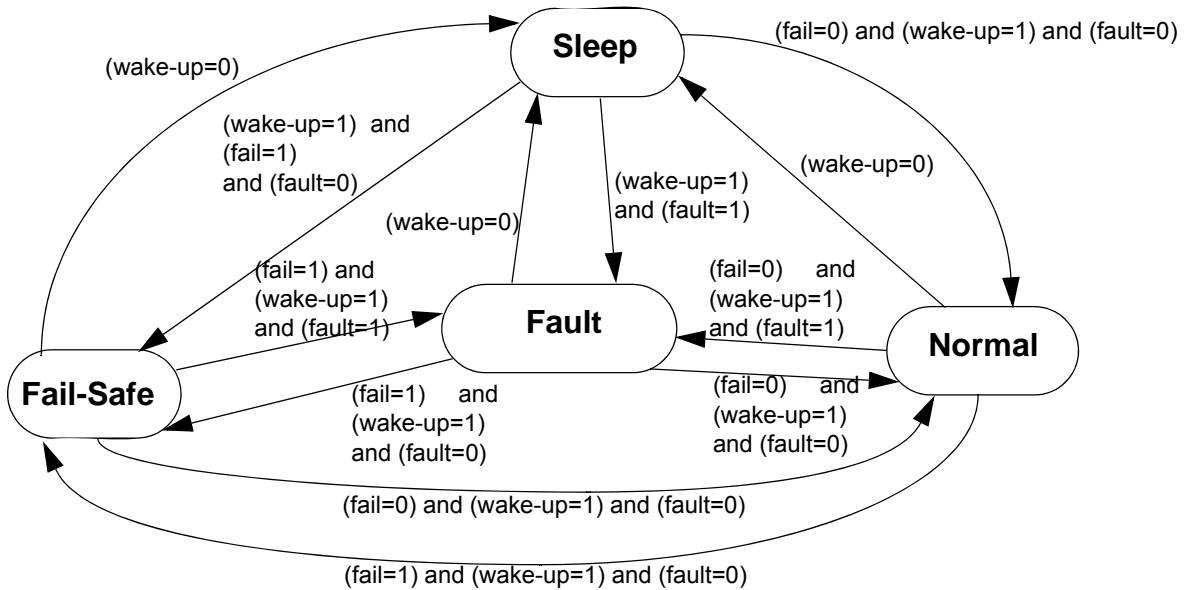 Sleep
(fail=0) and (wake-up=1) and (fault=0)
(wake-up=0)
(wake-up=1) and
(fail=1)
and (fault=0)
(wake-up=0)
(wake-up=1)
and (fault=1)
(wake-up=0)
(fail=1) and
(wake-up=1)
and (fault=1)
(fail=0) and
(wake-up=1)
and (fault=1)
Fault
Normal
Fail-Safe
(fail=1) and
(wake-up=1)
and (fault=0)
(fail=0) and
(wake-up=1)
and (fault=0)
(fail=0) and (wake-up=1) and (fault=0)
(fail=1) and (wake-up=1) and (fault=0)